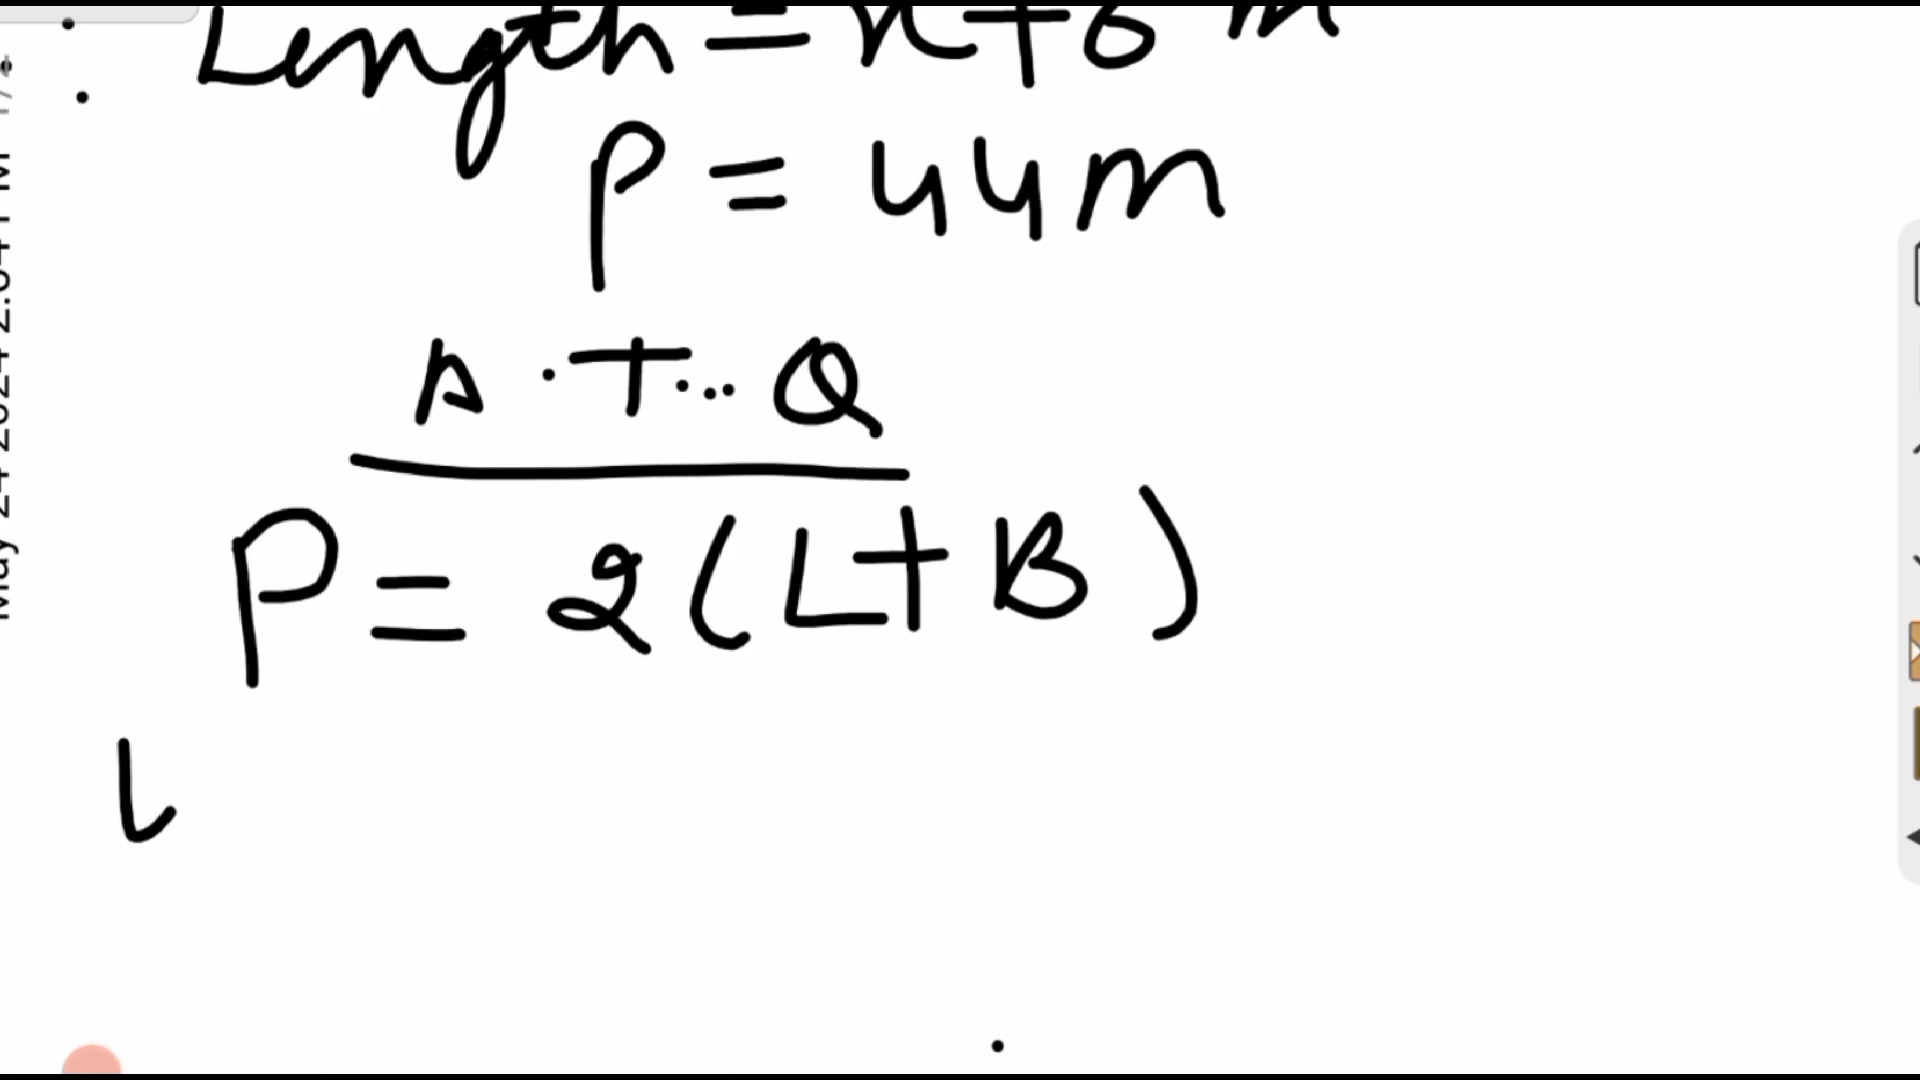 ∴ Length = x+6 m
P = 44m
A.T...Q
P = 2(L+B)